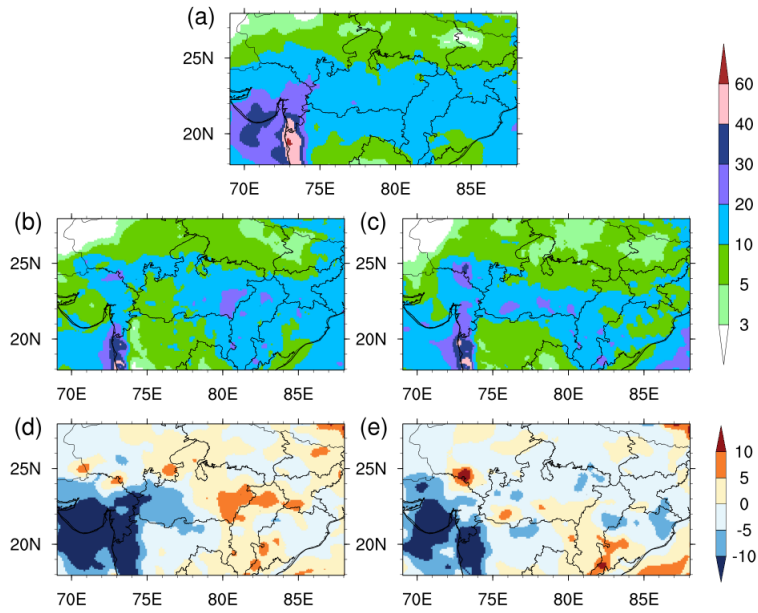 (a)
25N
20N
70E 75E 80E 85E
60
40
30
20
10
5
3
(b) (c)
25N 25N
20N 20N
70E 75E 80E 85E 70E 75E 80E 85E
(d) (e)
25N 25N
20N 20N
70E 75E 80E 85E 70E 75E 80E 85E
10
5
0
-5
-10